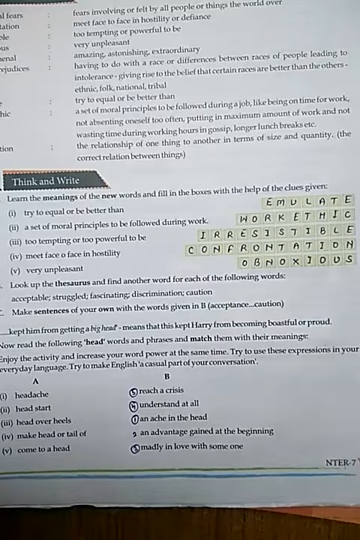 al fears : fears involving or felt by all people or things the world over
tation : meet face to face in hostility or defiance
ble : too tempting or powerful to be
us : very unpleasant
enal : amazing, astonishing, extraordinary
rejudices : having to do with a race or differences between races of people leading to
intolerance - giving rise to the belief that certain races are better than the others -
ethnic, folk, national, tribal
e : try to equal or be better than
hic : a set of moral principles to be followed during a job, like being on time for work,
not absenting oneself too often, putting in maximum amount of work and not
wasting time during working hours in gossip, longer lunch breaks etc.
tion : the relationship of one thing to another in terms of size and quantity. (the
correct relation between things)
Think and Write
Learn the meanings of the new words and fill in the boxes with the help of the clues given:
(i) try to equal or be better than EMULATE
(ii) a set of moral principles to be followed during work. WORKETHIC
(iii) too tempting or too powerful to be IRRESISTIBLE
(iv) meet face o face in hostility CONFRONTATION
(v) very unpleasant OBNOXIOUS
Look up the thesaurus and find another word for each of the following words:
acceptable; struggled; fascinating; discrimination; caution
Make sentences of your own with the words given in B (acceptance...caution)
kept him from getting a big head' - means that this kept Harry from becoming boastful or proud.
Now read the following 'head' words and phrases and match them with their meanings:
Enjoy the activity and increase your word power at the same time. Try to use these expressions in your
everyday language. Try to make English 'a casual part of your conversation'.
A B
(i) headache reach a crisis
(ii) head start understand at all
(iii) head over heels an ache in the head
(iv) make head or tail of an advantage gained at the beginning
(v) come to a head madly in love with some one
NTER-7